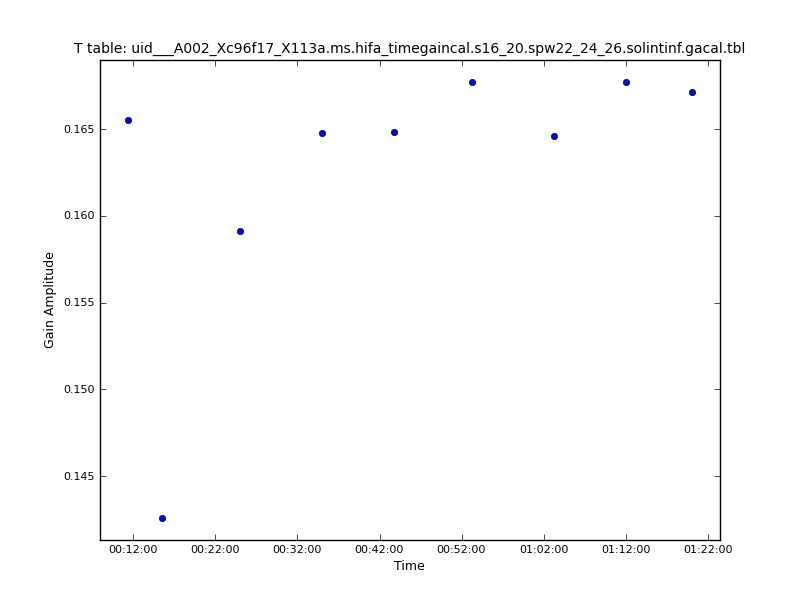 T table: uid___A002_Xc96f17_X113a.ms.hifa_timegaincal.s16_20.spw22_24_26.solintinf.gacal.tbl
0.165
0.160
0.155
0.150
0.145
Gain Amplitude
00:12:00 00:22:00 00:32:00 00:42:00 00:52:00 01:02:00 01:12:00 01:22:00
Time